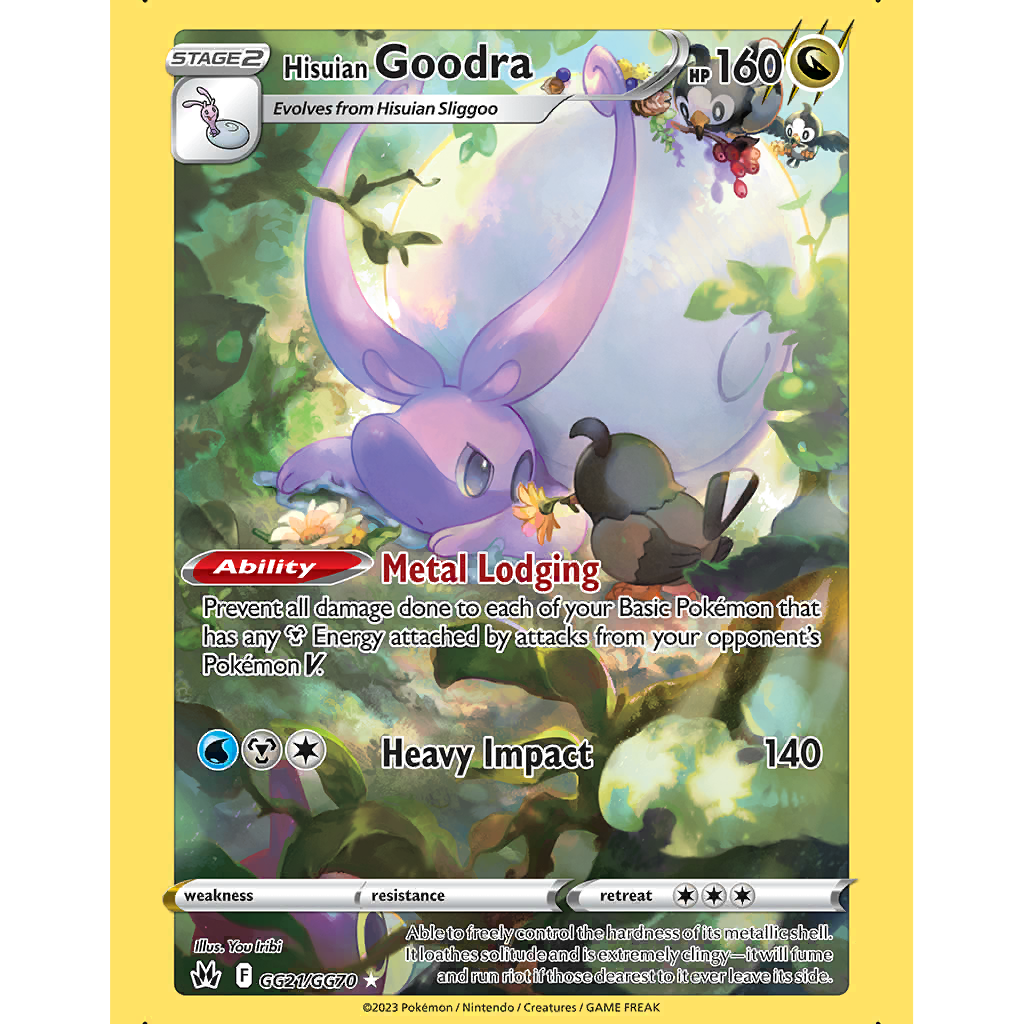 STAGE 2
Hisuian Goodra
HP 160
Evolves from Hisuian Sliggoo
Ability
Metal Lodging
Prevent all damage done to each of your Basic Pokémon that
has any Energy attached by attacks from your opponent's
Pokémon V.
Heavy Impact 140
weakness resistance retreat
Illus. You Iribi
Able to freely control the hardness of its metallic shell.
It loathes solitude and is extremely clingy—it will fume
and run riot if those dearest to it ever leave its side.
F GG21/GG70
©2023 Pokémon / Nintendo / Creatures / GAME FREAK